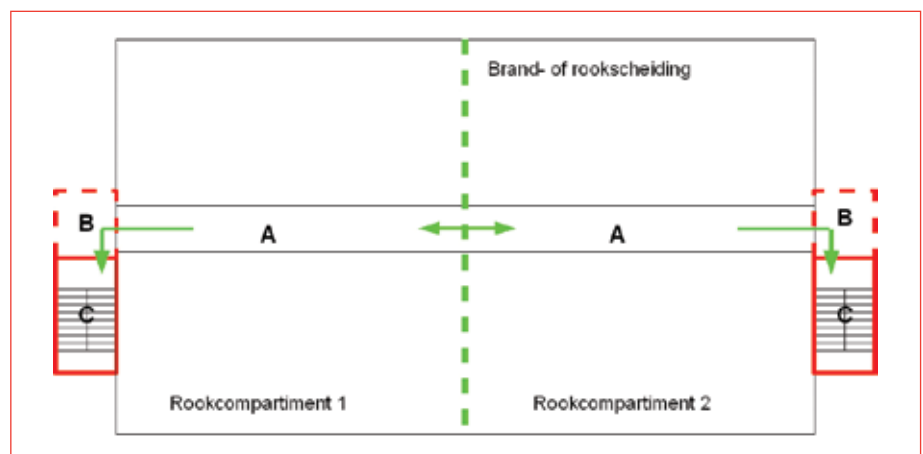 Brand- of rookscheiding
B
A
A
B
C
C
Rookcompartiment 1
Rookcompartiment 2